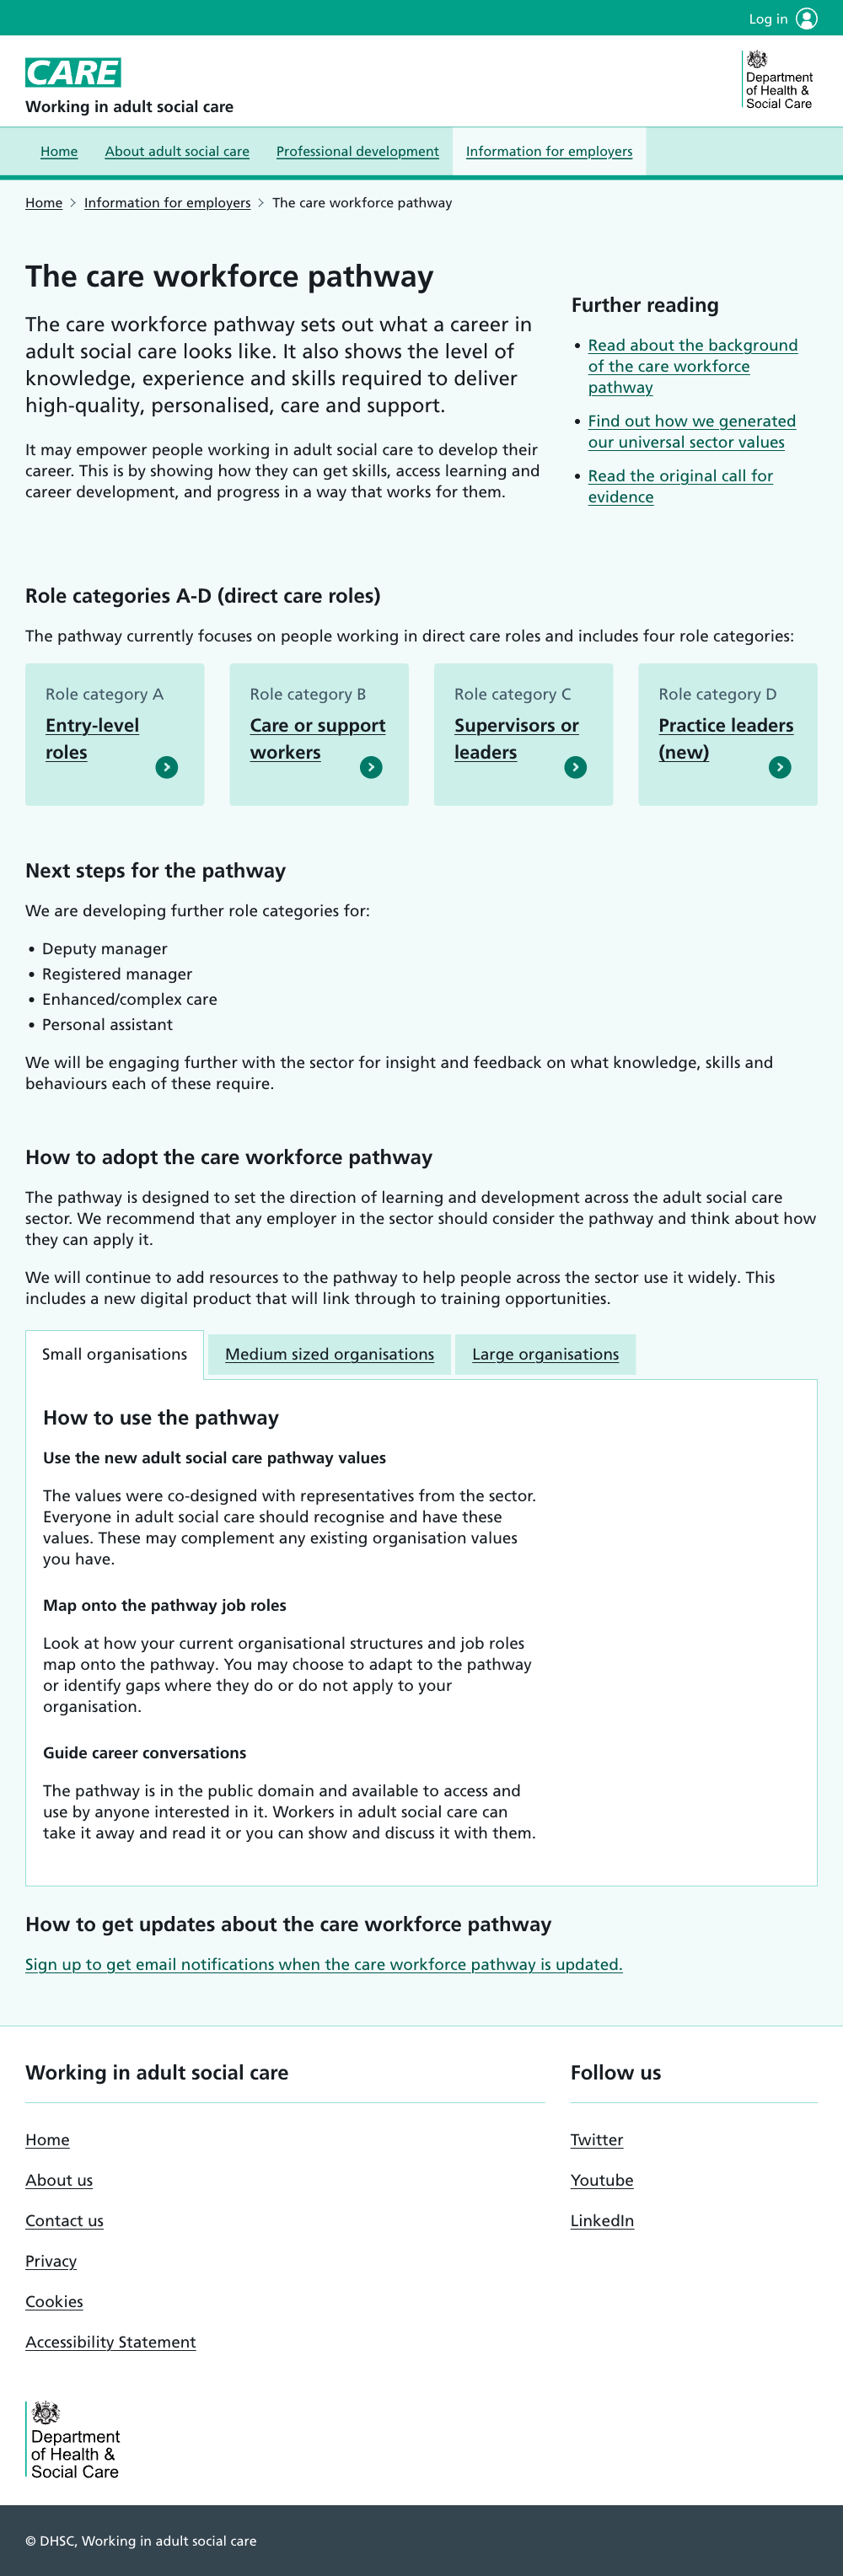 Log in
CARE
Working in adult social care
Department
of Health &
Social Care
Home
About adult social care
Professional development
Information for employers
Home
Information for employers
The care workforce pathway
The care workforce pathway
The care workforce pathway sets out what a career in
adult social care looks like. It also shows the level of
knowledge, experience and skills required to deliver
high-quality, personalised, care and support.
It may empower people working in adult social care to develop their
career. This is by showing how they can get skills, access learning and
career development, and progress in a way that works for them.
Further reading
• Read about the background
of the care workforce
pathway
• Find out how we generated
our universal sector values
• Read the original call for
evidence
Role categories A-D (direct care roles)
The pathway currently focuses on people working in direct care roles and includes four role categories:
Role category A
Entry-level
roles
Role category B
Care or support
workers
Role category C
Supervisors or
leaders
Role category D
Practice leaders
(new)
Next steps for the pathway
We are developing further role categories for:
• Deputy manager
• Registered manager
• Enhanced/complex care
• Personal assistant
We will be engaging further with the sector for insight and feedback on what knowledge, skills and
behaviours each of these require.
How to adopt the care workforce pathway
The pathway is designed to set the direction of learning and development across the adult social care
sector. We recommend that any employer in the sector should consider the pathway and think about how
they can apply it.
We will continue to add resources to the pathway to help people across the sector use it widely. This
includes a new digital product that will link through to training opportunities.
Small organisations
Medium sized organisations
Large organisations
How to use the pathway
Use the new adult social care pathway values
The values were co-designed with representatives from the sector.
Everyone in adult social care should recognise and have these
values. These may complement any existing organisation values
you have.
Map onto the pathway job roles
Look at how your current organisational structures and job roles
map onto the pathway. You may choose to adapt to the pathway
or identify gaps where they do or do not apply to your
organisation.
Guide career conversations
The pathway is in the public domain and available to access and
use by anyone interested in it. Workers in adult social care can
take it away and read it or you can show and discuss it with them.
How to get updates about the care workforce pathway
Sign up to get email notifications when the care workforce pathway is updated.
Working in adult social care
Home
About us
Contact us
Privacy
Cookies
Accessibility Statement
Follow us
Twitter
Youtube
LinkedIn
Department
of Health &
Social Care
© DHSC, Working in adult social care